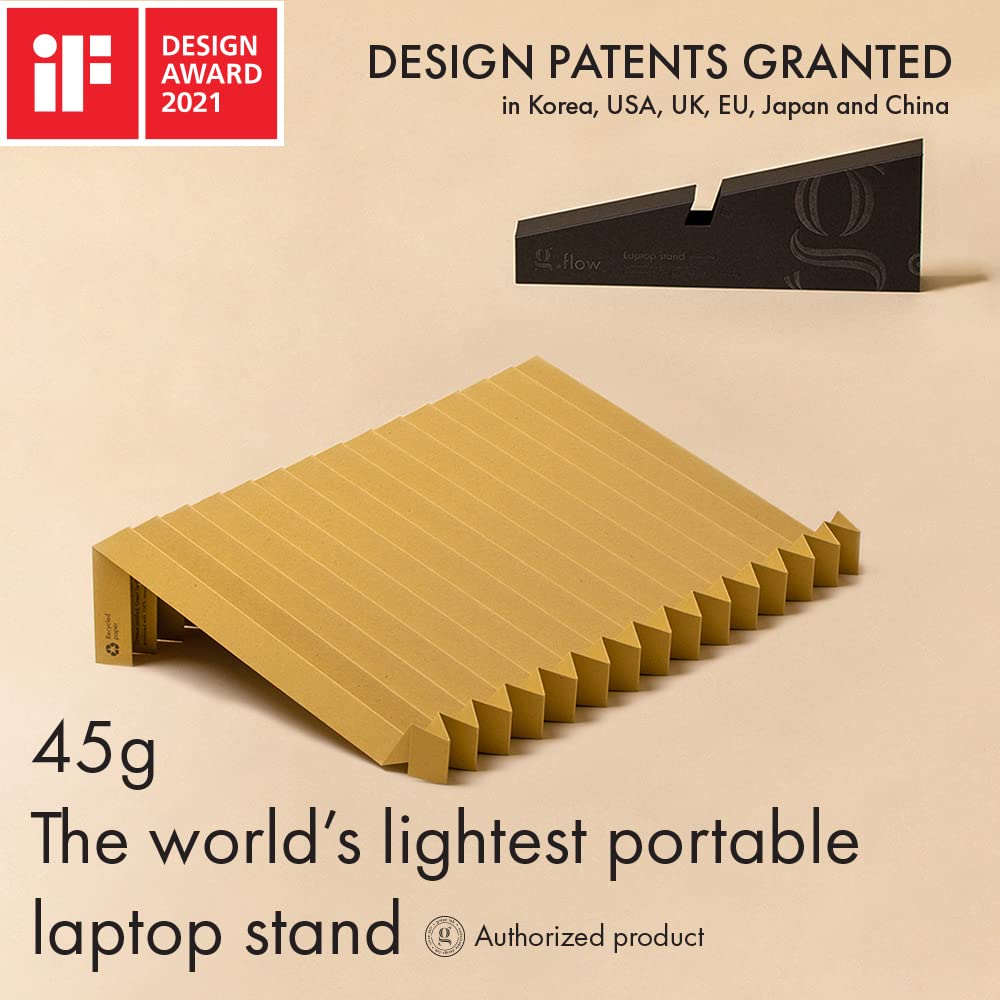 iF
DESIGN
AWARD
2021
DESIGN PATENTS GRANTED
in Korea, USA, UK, EU, Japan and China
g.flow
Laptop stand
g
Recycled
paper
45g
The world's lightest portable
laptop stand
g
Authorized product